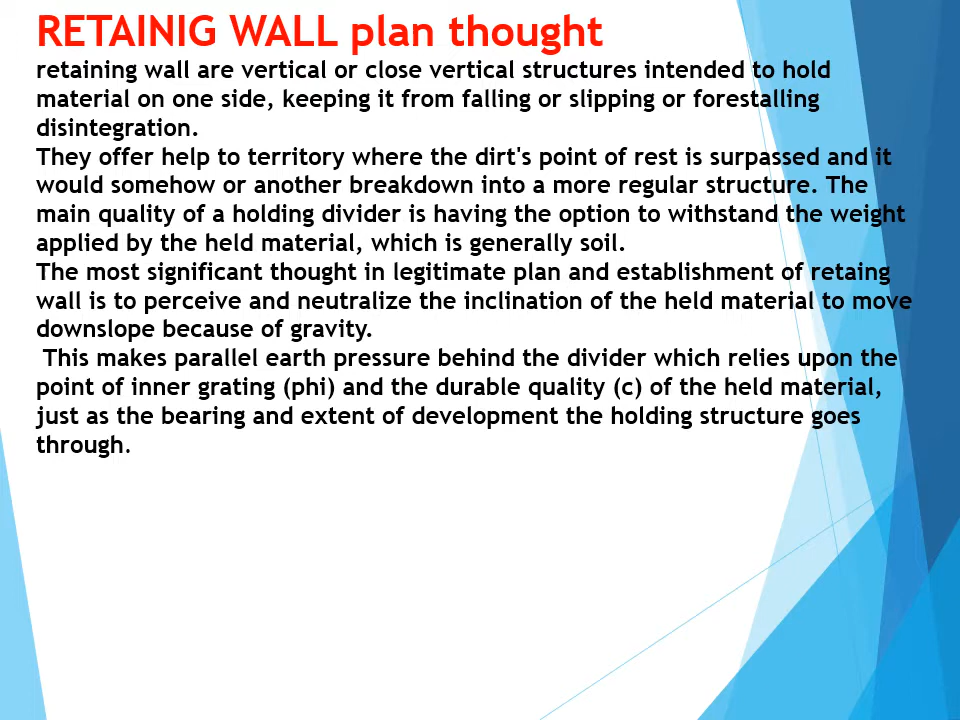 RETAINIG WALL plan thought
retaining wall are vertical or close vertical structures intended to hold
material on one side, keeping it from falling or slipping or forestalling
disintegration.
They offer help to territory where the dirt's point of rest is surpassed and it
would somehow or another breakdown into a more regular structure. The
main quality of a holding divider is having the option to withstand the weight
applied by the held material, which is generally soil.
The most significant thought in legitimate plan and establishment of retaing
wall is to perceive and neutralize the inclination of the held material to move
downslope because of gravity.
This makes parallel earth pressure behind the divider which relies upon the
point of inner grating (phi) and the durable quality (c) of the held material,
just as the bearing and extent of development the holding structure goes
through.